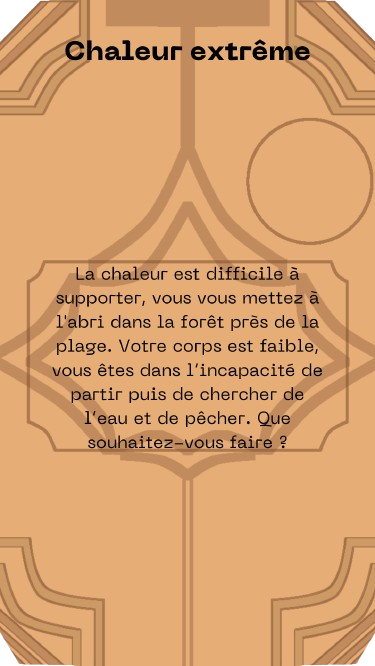 Chaleur extrême
La chaleur est difficile à
supporter, vous vous mettez à
l'abri dans la forêt près de la
plage. Votre corps est faible,
vous êtes dans l'incapacité de
partir puis de chercher de
l'eau et de pêcher. Que
souhaitez-vous faire ?